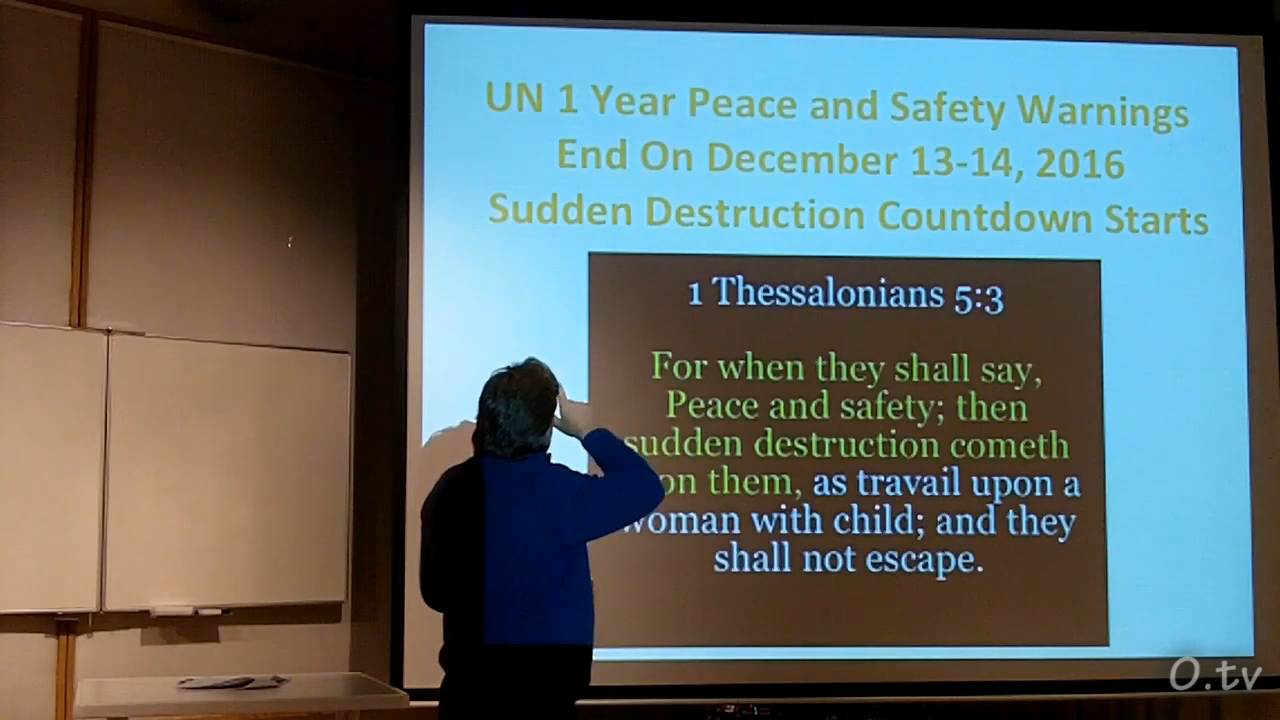 UN 1 Year Peace and Safety Warnings
End On December 13-14, 2016
Sudden Destruction Countdown Starts
1 Thessalonians 5:3
For when they shall say,
Peace and safety; then
sudden destruction cometh
on them, as travail upon a
woman with child; and they
shall not escape.
O.tv